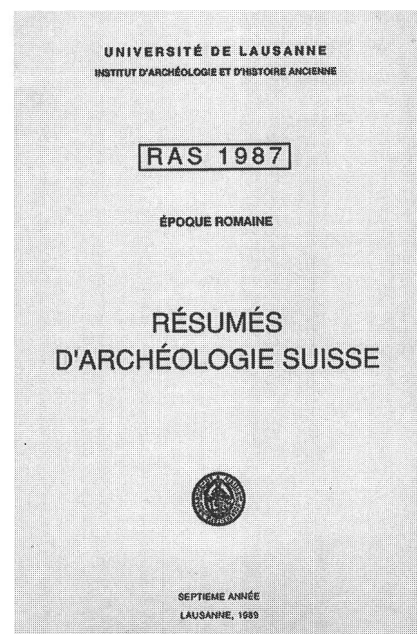 UNIVERSITÉ DE LAUSANNE
INSTITUT D'ARCHÉOLOGIE ET D'HISTOIRE ANCIENNE
RAS 1987
ÉPOQUE ROMAINE
RÉSUMÉS
D'ARCHÉOLOGIE SUISSE
SEPTIEME ANNÉE
LAUSANNE, 1989